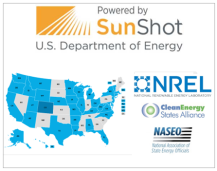 Powered by
SunShot
U.S. Department of Energy
NREL
NATIONAL RENEWABLE ENERGY LABORATORY
CleanEnergy
States Alliance
NASEO
National Association of
State Energy Officials